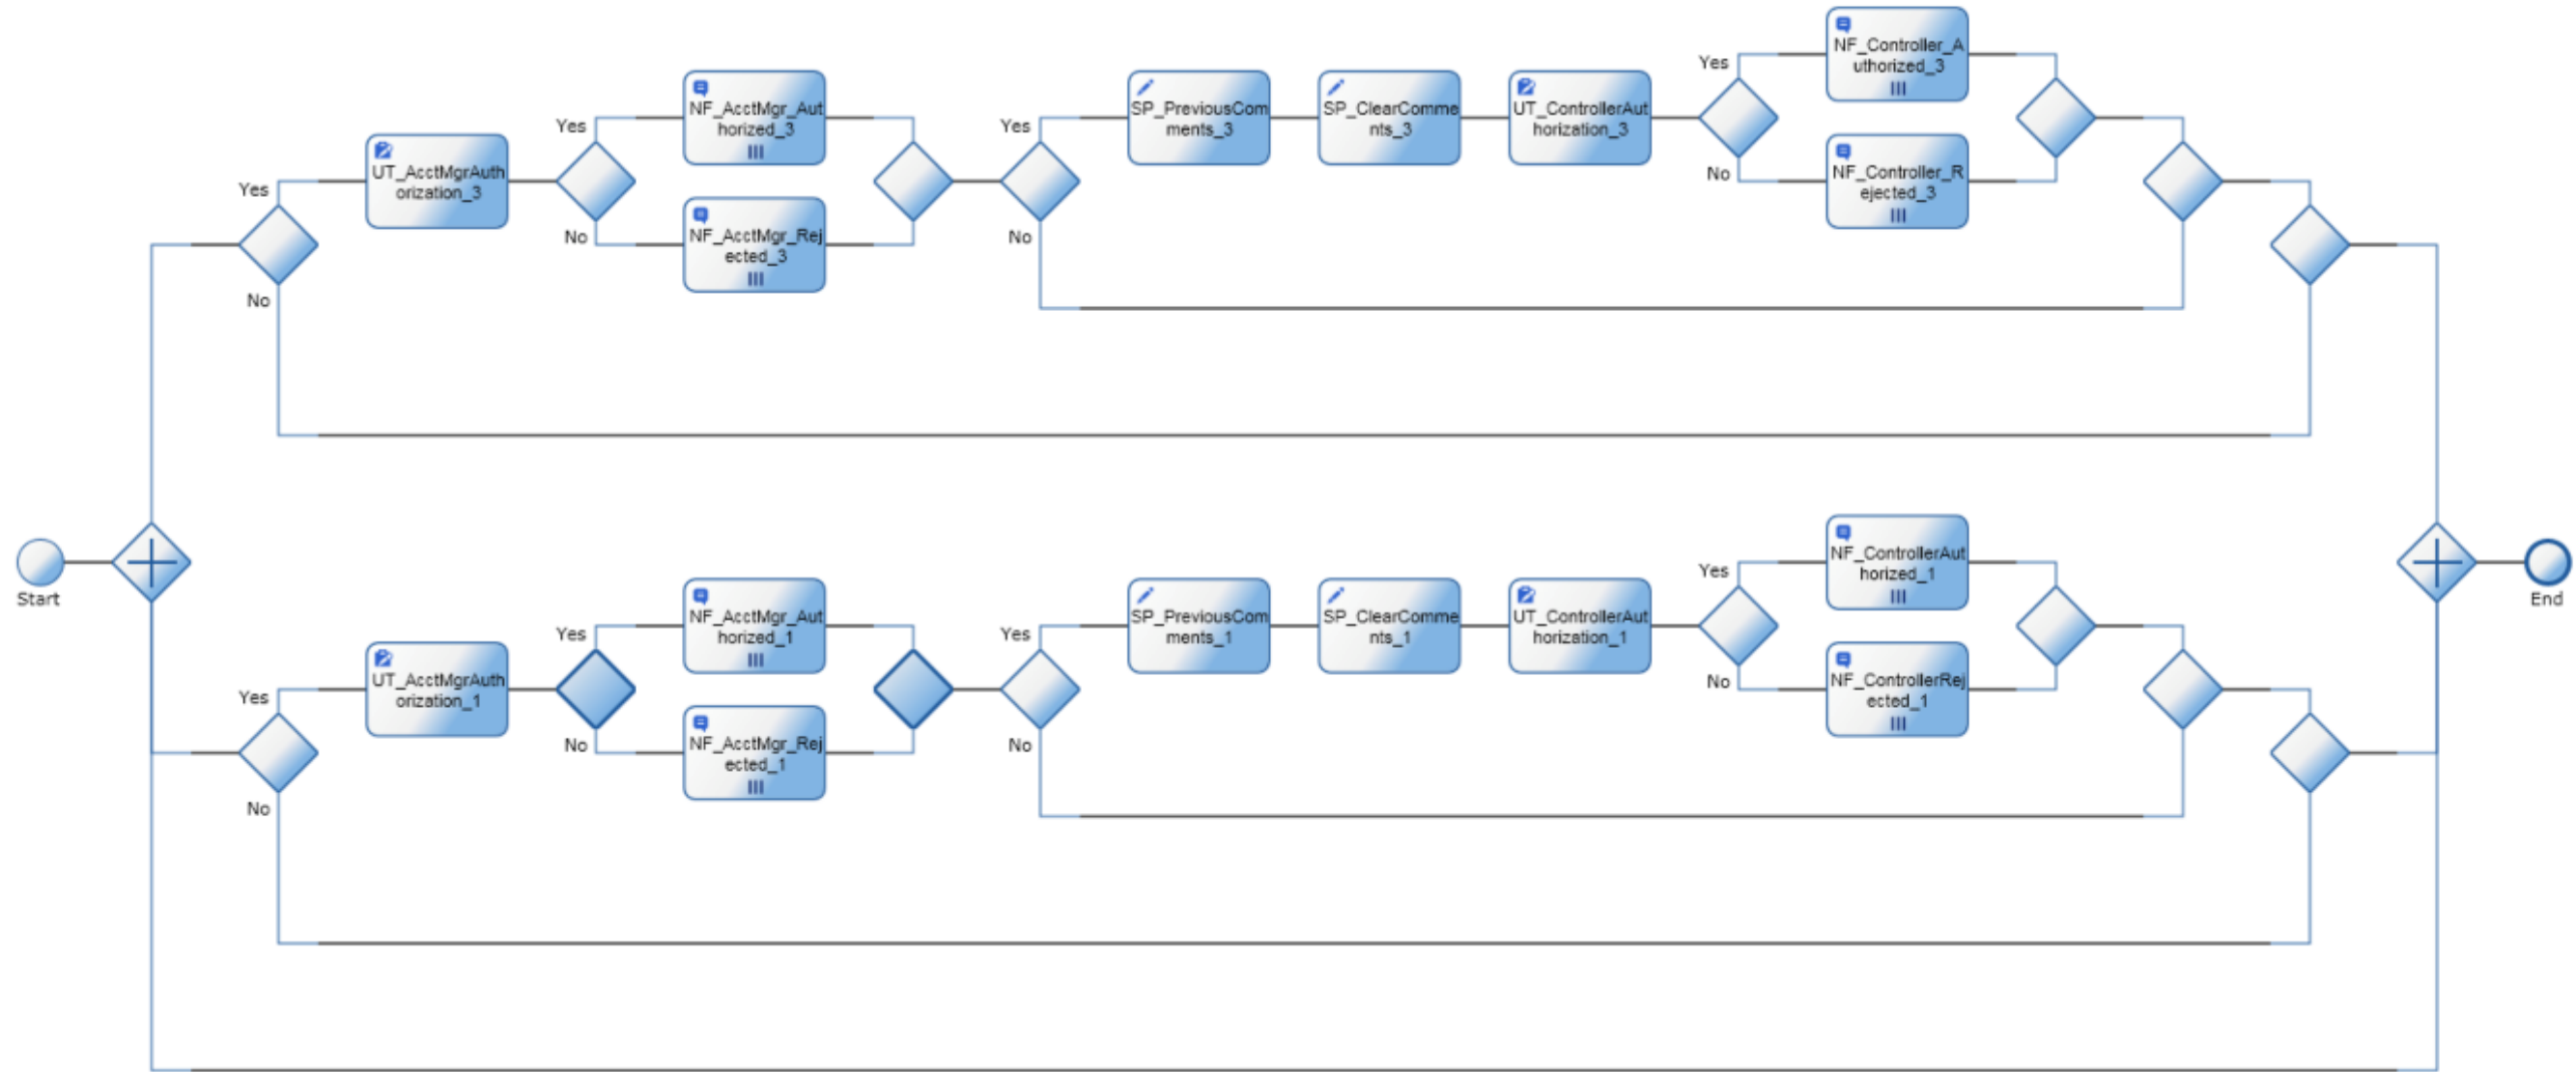 NF_Controller_A
uthorized_3
Yes
NF_AcctMgr_Aut
horized_3
SP_PreviousCom
ments_3
SP_ClearComme
nts_3
UT_ControllerAut
horization_3
Yes
Yes
No
NF_Controller_R
ejected_3
UT_AcctMgrAuth
orization_3
Yes
No
NF_AcctMgr_Rej
ected_3
No
No
NF_ControllerAut
horized_1
Yes
Start
End
NF_AcctMgr_Aut
horized_1
SP_PreviousCom
ments_1
SP_ClearComme
nts_1
UT_ControllerAut
horization_1
Yes
Yes
No
NF_ControllerRej
ected_1
UT_AcctMgrAuth
orization_1
Yes
No
NF_AcctMgr_Rej
ected_1
No
No